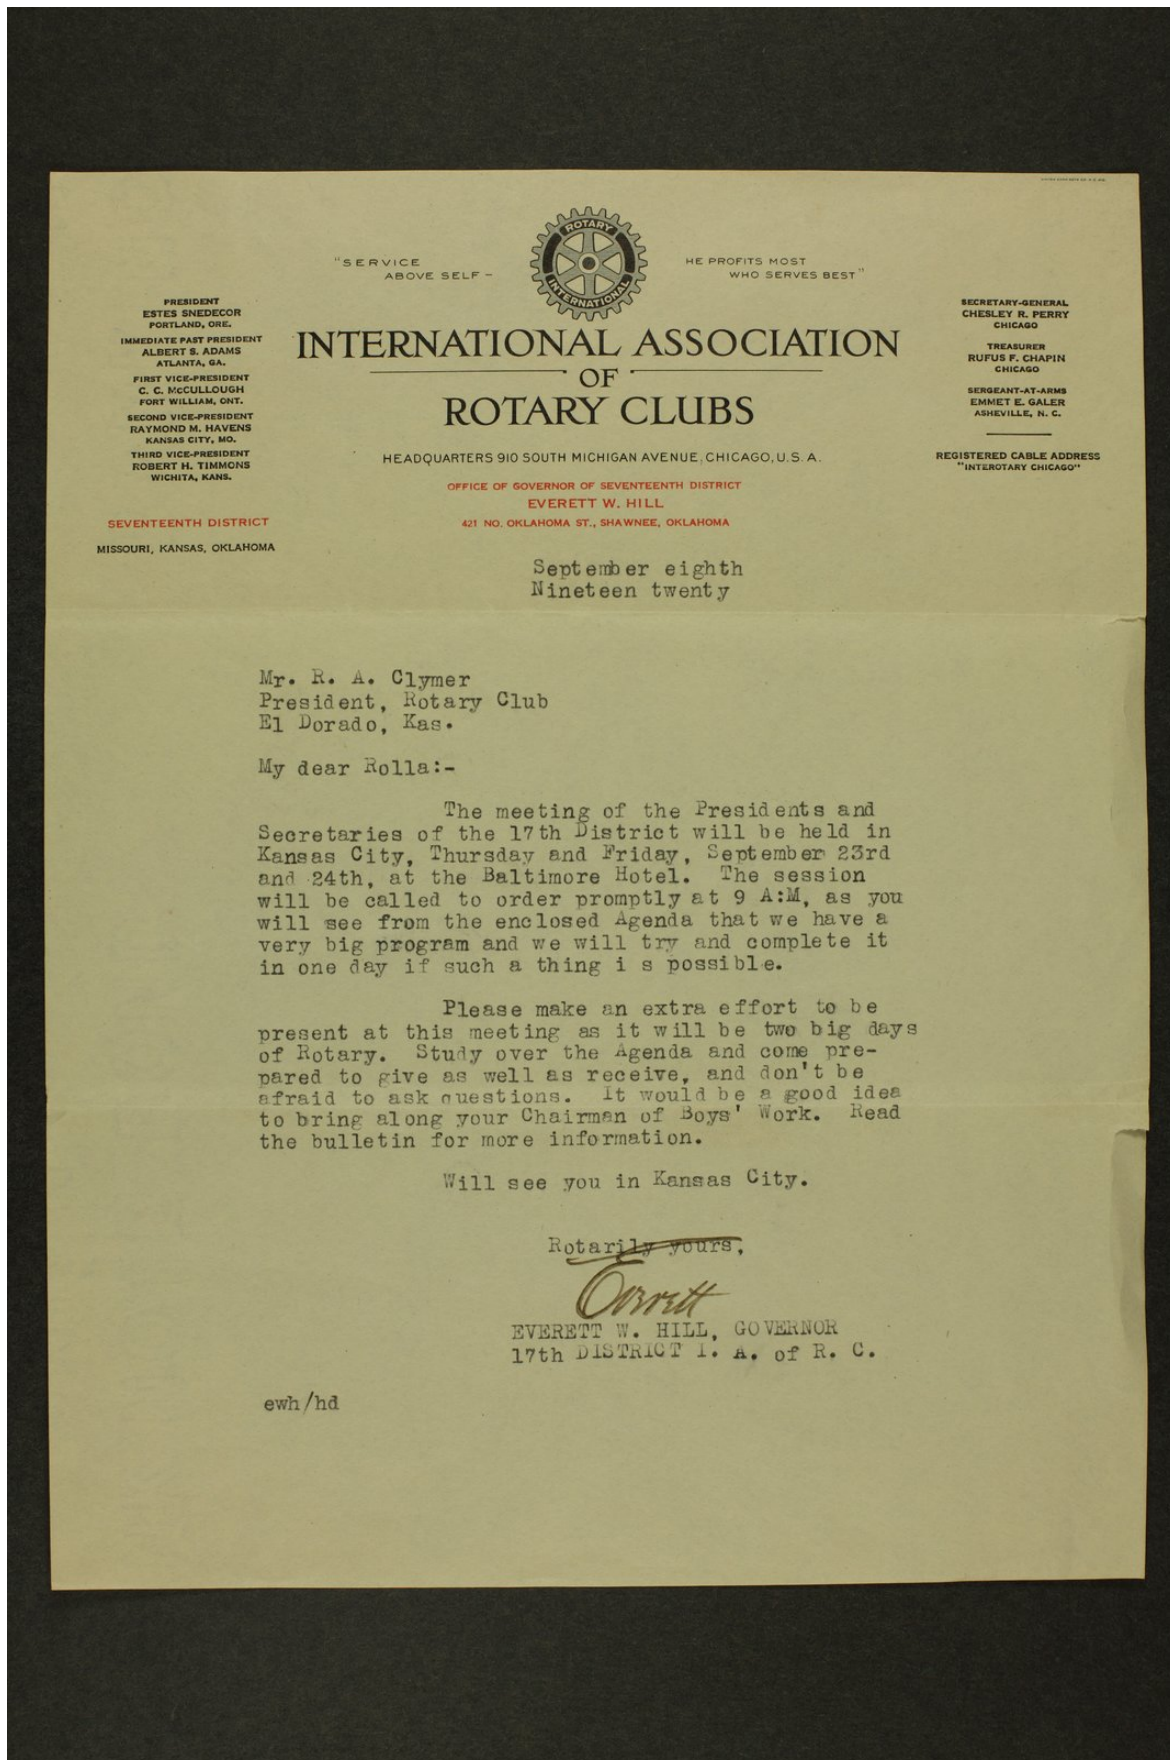 "SERVICE
ABOVE SELF –
ROTARY
INTERNATIONAL
HE PROFITS MOST
WHO SERVES BEST"
PRESIDENT
ESTES SNEDECOR
PORTLAND, ORE.
IMMEDIATE PAST PRESIDENT
ALBERT S. ADAMS
ATLANTA, GA.
FIRST VICE-PRESIDENT
C. C. McCULLOUGH
FORT WILLIAM, ONT.
SECOND VICE-PRESIDENT
RAYMOND M. HAVENS
KANSAS CITY, MO.
THIRD VICE-PRESIDENT
ROBERT H. TIMMONS
WICHITA, KANS.
SEVENTEENTH DISTRICT
MISSOURI, KANSAS, OKLAHOMA
INTERNATIONAL ASSOCIATION
OF
ROTARY CLUBS
HEADQUARTERS 910 SOUTH MICHIGAN AVENUE, CHICAGO, U.S.A.
OFFICE OF GOVERNOR OF SEVENTEENTH DISTRICT
EVERETT W. HILL
421 NO. OKLAHOMA ST., SHAWNEE, OKLAHOMA
SECRETARY-GENERAL
CHESLEY R. PERRY
CHICAGO
TREASURER
RUFUS F. CHAPIN
CHICAGO
SERGEANT-AT-ARMS
EMMET E. GALER
ASHEVILLE, N. C.
REGISTERED CABLE ADDRESS
"INTEROTARY CHICAGO"
September eighth
Nineteen twenty
Mr. R. A. Clymer
President, Rotary Club
El Dorado, Kas.
My dear Rolla:-
The meeting of the Presidents and
Secretaries of the 17th District will be held in
Kansas City, Thursday and Friday, September 23rd
and 24th, at the Baltimore Hotel. The session
will be called to order promptly at 9 A:M, as you
will see from the enclosed Agenda that we have a
very big program and we will try and complete it
in one day if such a thing i s possible.
Please make an extra effort to be
present at this meeting as it will be two big days
of Rotary. Study over the Agenda and come pre-
pared to give as well as receive, and don't be
afraid to ask questions. It would be a good idea
to bring along your Chairman of Boys' Work. Read
the bulletin for more information.
Will see you in Kansas City.
Rotarily yours,
Everett
EVERETT W. HILL, GOVERNOR
17th DISTRICT I. A. of R. C.
ewh/hd